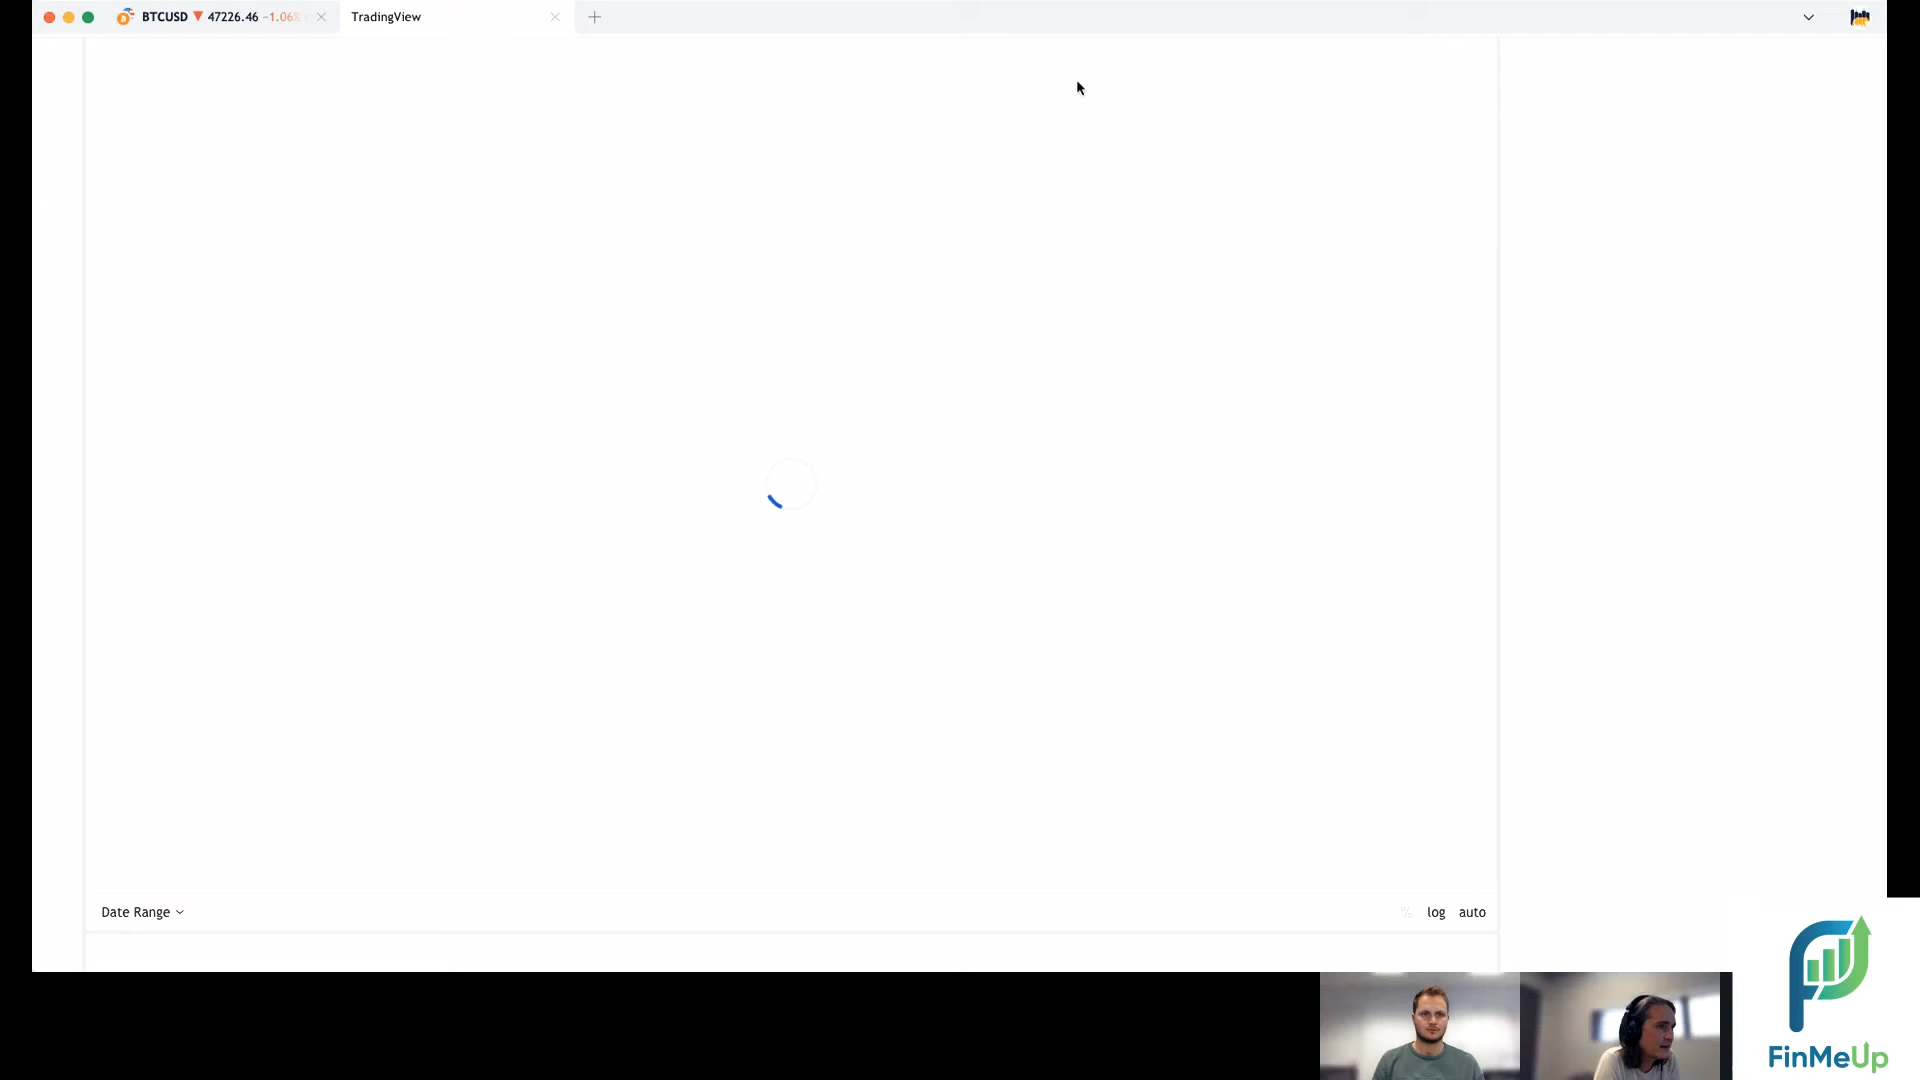 BTCUSD ▼ 47226.46 −1.06%
TradingView
Date Range
% log auto
FinMeUp